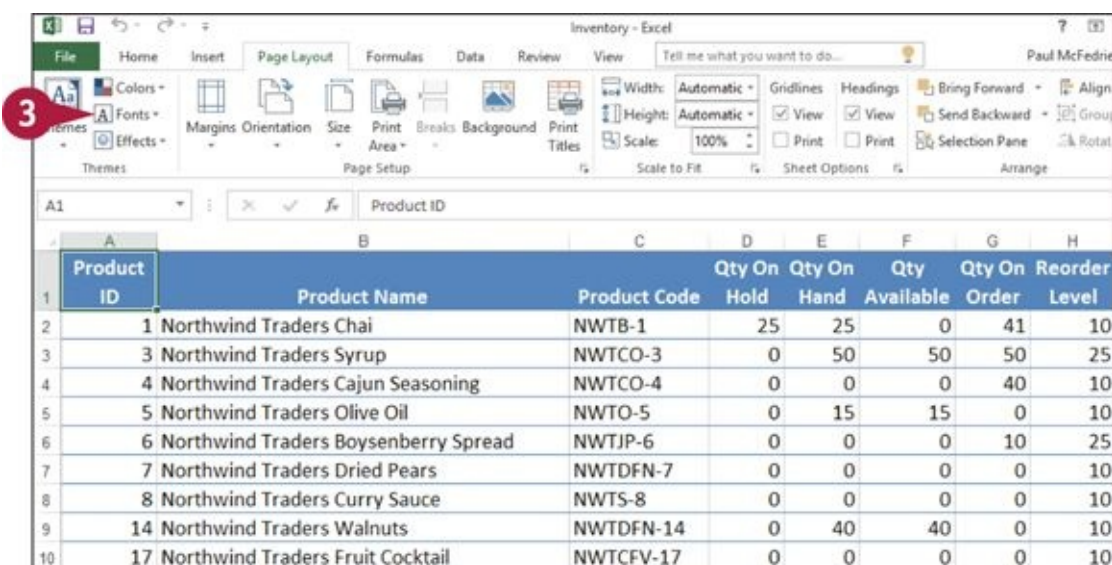 Inventory - Excel ?
File Home Insert Page Layout Formulas Data Review View Tell me what you want to do... Paul McFedrie
3
Aa Colors Width: Automatic Gridlines Headings Bring Forward Align
A Fonts Height: Automatic View View Send Backward Group
Themes Effects Margins Orientation Size Print Area Breaks Background Print Titles Scale: 100% Print Print Selection Pane Rotat
Themes Page Setup Scale to Fit Sheet Options Arrange
A1 fx Product ID
A B C D E F G H
1 Product ID Product Name Product Code Qty On Hold Qty On Hand Qty Available Qty On Order Reorder Level
2 1 Northwind Traders Chai NWTB-1 25 25 0 41 10
3 3 Northwind Traders Syrup NWTCO-3 0 50 50 50 25
4 4 Northwind Traders Cajun Seasoning NWTCO-4 0 0 0 40 10
5 5 Northwind Traders Olive Oil NWTO-5 0 15 15 0 10
6 6 Northwind Traders Boysenberry Spread NWTJP-6 0 0 0 10 25
7 7 Northwind Traders Dried Pears NWTDFN-7 0 0 0 0 10
8 8 Northwind Traders Curry Sauce NWTS-8 0 0 0 0 10
9 14 Northwind Traders Walnuts NWTDFN-14 0 40 40 0 10
10 17 Northwind Traders Fruit Cocktail NWTCFV-17 0 0 0 0 10